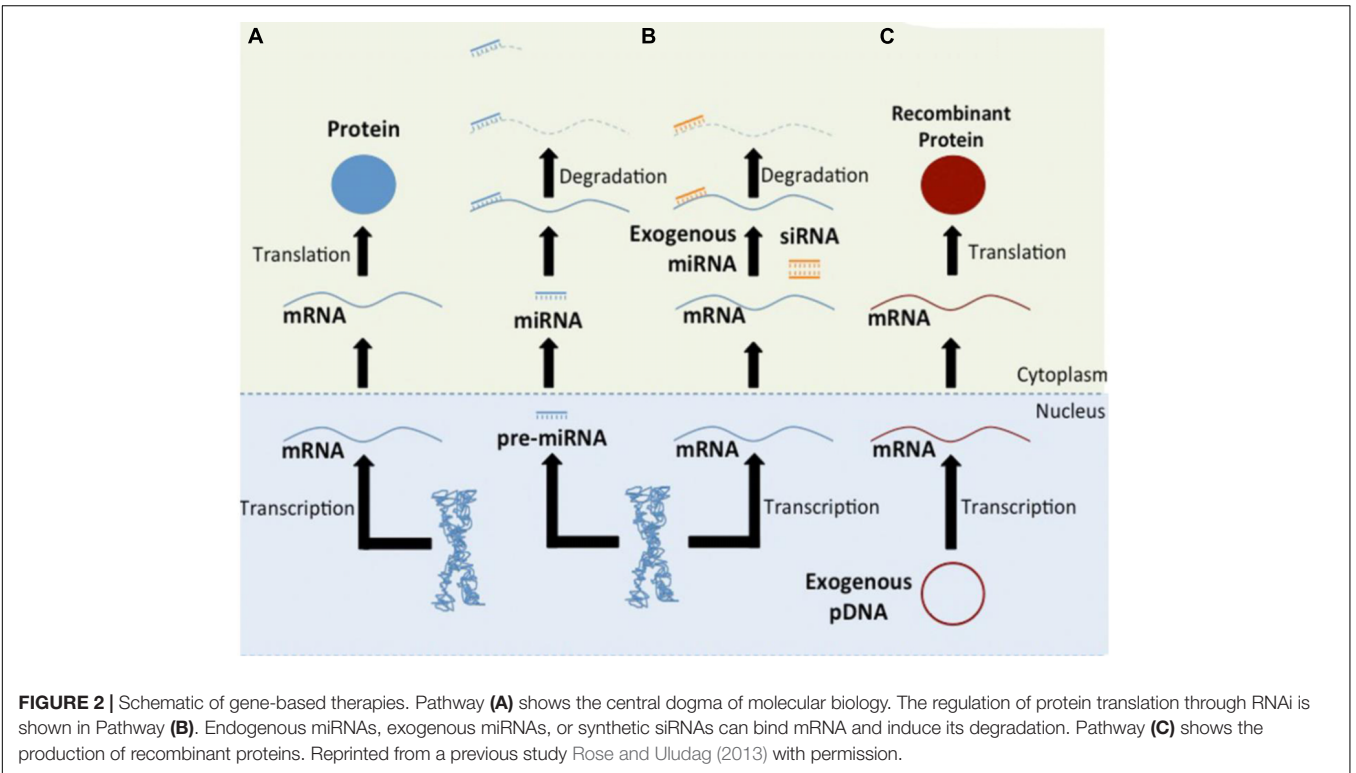 A
B
C
Protein
Recombinant
Protein
Degradation
Degradation
Exogenous
miRNA
siRNA
Translation
Translation
mRNA
miRNA
mRNA
mRNA
Cytoplasm
Nucleus
mRNA
pre-miRNA
mRNA
mRNA
Transcription
Transcription
Transcription
Exogenous
pDNA
FIGURE 2 | Schematic of gene-based therapies. Pathway (A) shows the central dogma of molecular biology. The regulation of protein translation through RNAi is
shown in Pathway (B). Endogenous miRNAs, exogenous miRNAs, or synthetic siRNAs can bind mRNA and induce its degradation. Pathway (C) shows the
production of recombinant proteins. Reprinted from a previous study Rose and Uludag (2013) with permission.